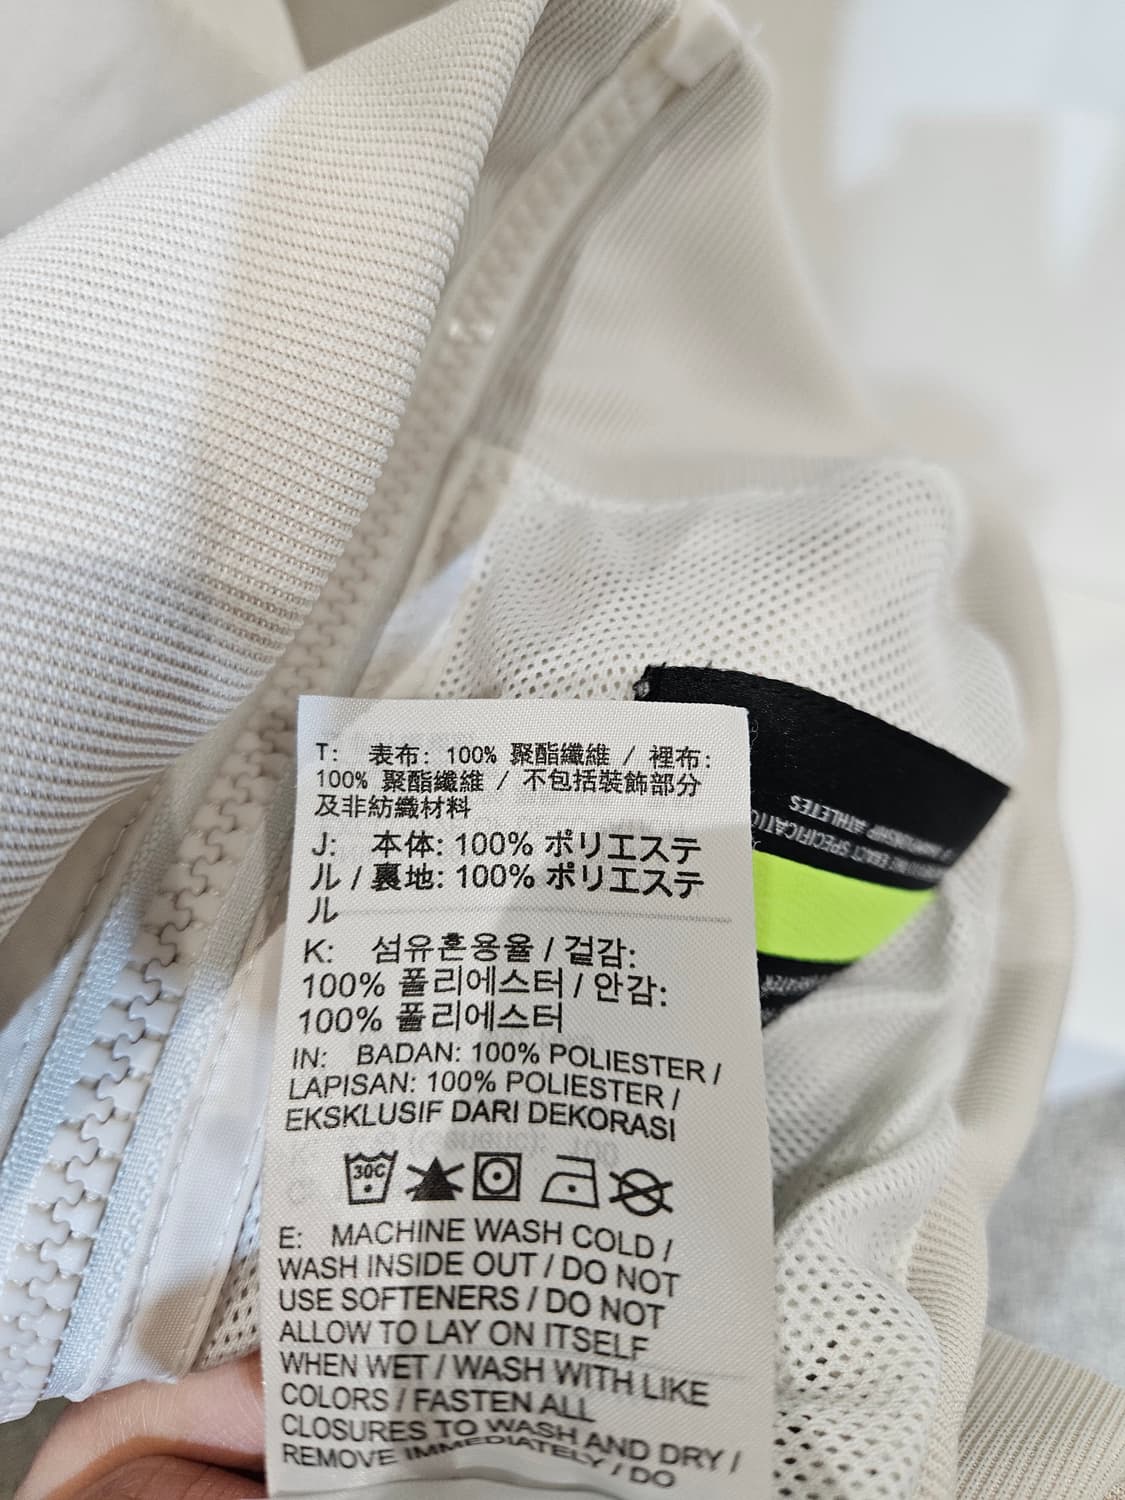 T: 表布: 100% 聚酯纖維 / 裡布:
100% 聚酯纖維 / 不包括裝飾部分
及非紡織材料
J: 本体: 100% ポリエステ
ル / 裏地: 100% ポリエステ
ル
K: 섬유혼용율 / 겉감:
100% 폴리에스터 / 안감:
100% 폴리에스터
IN: BADAN: 100% POLIESTER /
LAPISAN: 100% POLIESTER /
EKSKLUSIF DARI DEKORASI
30C
E: MACHINE WASH COLD /
WASH INSIDE OUT / DO NOT
USE SOFTENERS / DO NOT
ALLOW TO LAY ON ITSELF
WHEN WET / WASH WITH LIKE
COLORS / FASTEN ALL
CLOSURES TO WASH AND DRY /
REMOVE IMMEDIATELY / DO
EXACT SPECIFICATIO
CHAMPIONSHIP ATHLETES